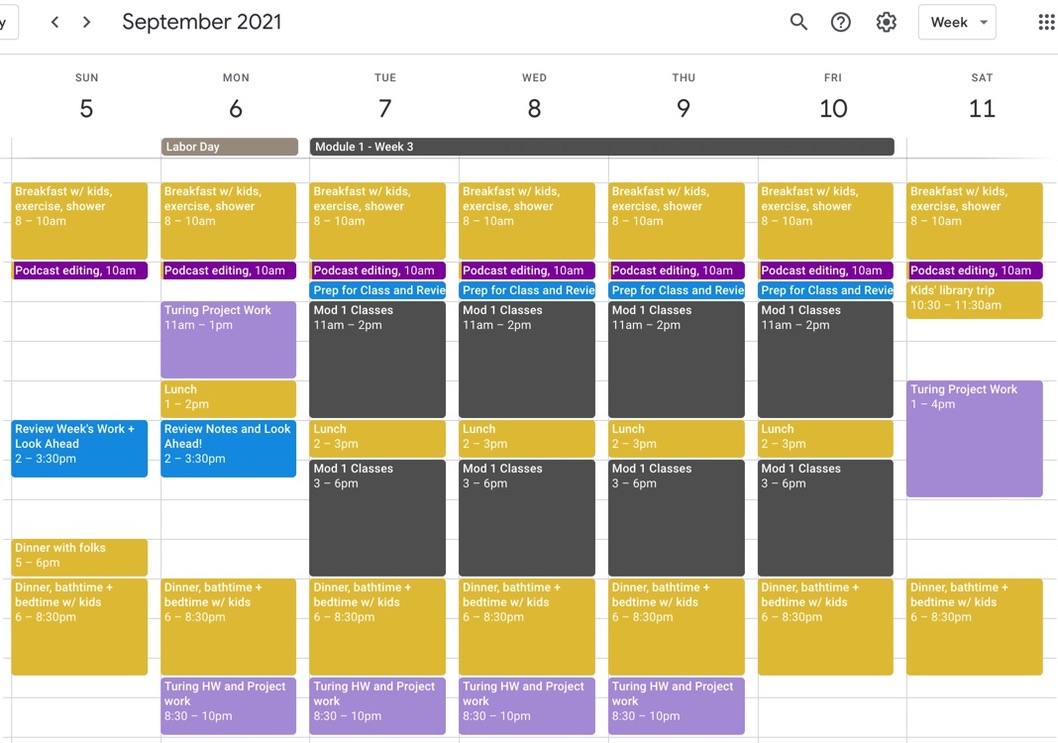 y
September 2021
Week
SUN
MON
TUE
WED
THU
FRI
SAT
5
6
7
8
9
10
11
Labor Day
Module 1 - Week 3
Breakfast w/ kids,
exercise, shower
8 – 10am
Podcast editing, 10am
Review Week's Work +
Look Ahead
2 – 3:30pm
Dinner with folks
5 – 6pm
Dinner, bathtime +
bedtime w/ kids
6 – 8:30pm
Breakfast w/ kids,
exercise, shower
8 – 10am
Podcast editing, 10am
Turing Project Work
11am – 1pm
Lunch
1 – 2pm
Review Notes and Look
Ahead!
2 – 3:30pm
Dinner, bathtime +
bedtime w/ kids
6 – 8:30pm
Turing HW and Project
work
8:30 – 10pm
Breakfast w/ kids,
exercise, shower
8 – 10am
Podcast editing, 10am
Prep for Class and Revie
Mod 1 Classes
11am – 2pm
Lunch
2 – 3pm
Mod 1 Classes
3 – 6pm
Dinner, bathtime +
bedtime w/ kids
6 – 8:30pm
Turing HW and Project
work
8:30 – 10pm
Breakfast w/ kids,
exercise, shower
8 – 10am
Podcast editing, 10am
Prep for Class and Revie
Mod 1 Classes
11am – 2pm
Lunch
2 – 3pm
Mod 1 Classes
3 – 6pm
Dinner, bathtime +
bedtime w/ kids
6 – 8:30pm
Turing HW and Project
work
8:30 – 10pm
Breakfast w/ kids,
exercise, shower
8 – 10am
Podcast editing, 10am
Prep for Class and Revie
Mod 1 Classes
11am – 2pm
Lunch
2 – 3pm
Mod 1 Classes
3 – 6pm
Dinner, bathtime +
bedtime w/ kids
6 – 8:30pm
Turing HW and Project
work
8:30 – 10pm
Breakfast w/ kids,
exercise, shower
8 – 10am
Podcast editing, 10am
Prep for Class and Revie
Mod 1 Classes
11am – 2pm
Lunch
2 – 3pm
Mod 1 Classes
3 – 6pm
Dinner, bathtime +
bedtime w/ kids
6 – 8:30pm
Breakfast w/ kids,
exercise, shower
8 – 10am
Podcast editing, 10am
Kids' library trip
10:30 – 11:30am
Turing Project Work
1 – 4pm
Dinner, bathtime +
bedtime w/ kids
6 – 8:30pm